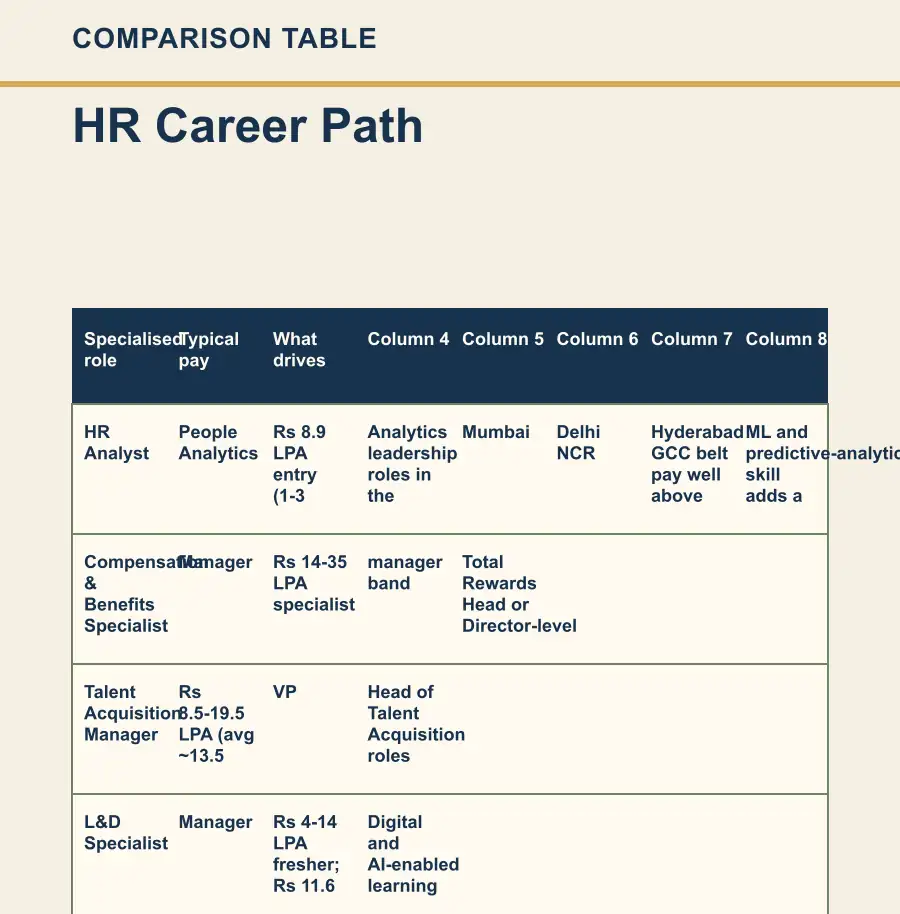 COMPARISON TABLE
HR Career Path
Specialised role Typical pay What drives Column 4 Column 5 Column 6 Column 7 Column 8
HR Analyst People Analytics Rs 8.9 LPA entry (1-3 Analytics leadership roles in the Mumbai Delhi NCR Hyderabad GCC belt pay well above ML and predictive-analytic skill adds a
Compensation & Benefits Specialist Manager Rs 14-35 LPA specialist manager band Total Rewards Head or Director-level
Talent Acquisition Manager Rs 8.5-19.5 LPA (avg ~13.5 VP Head of Talent Acquisition roles
L&D Specialist Manager Rs 4-14 LPA fresher; Rs 11.6 Digital and AI-enabled learning